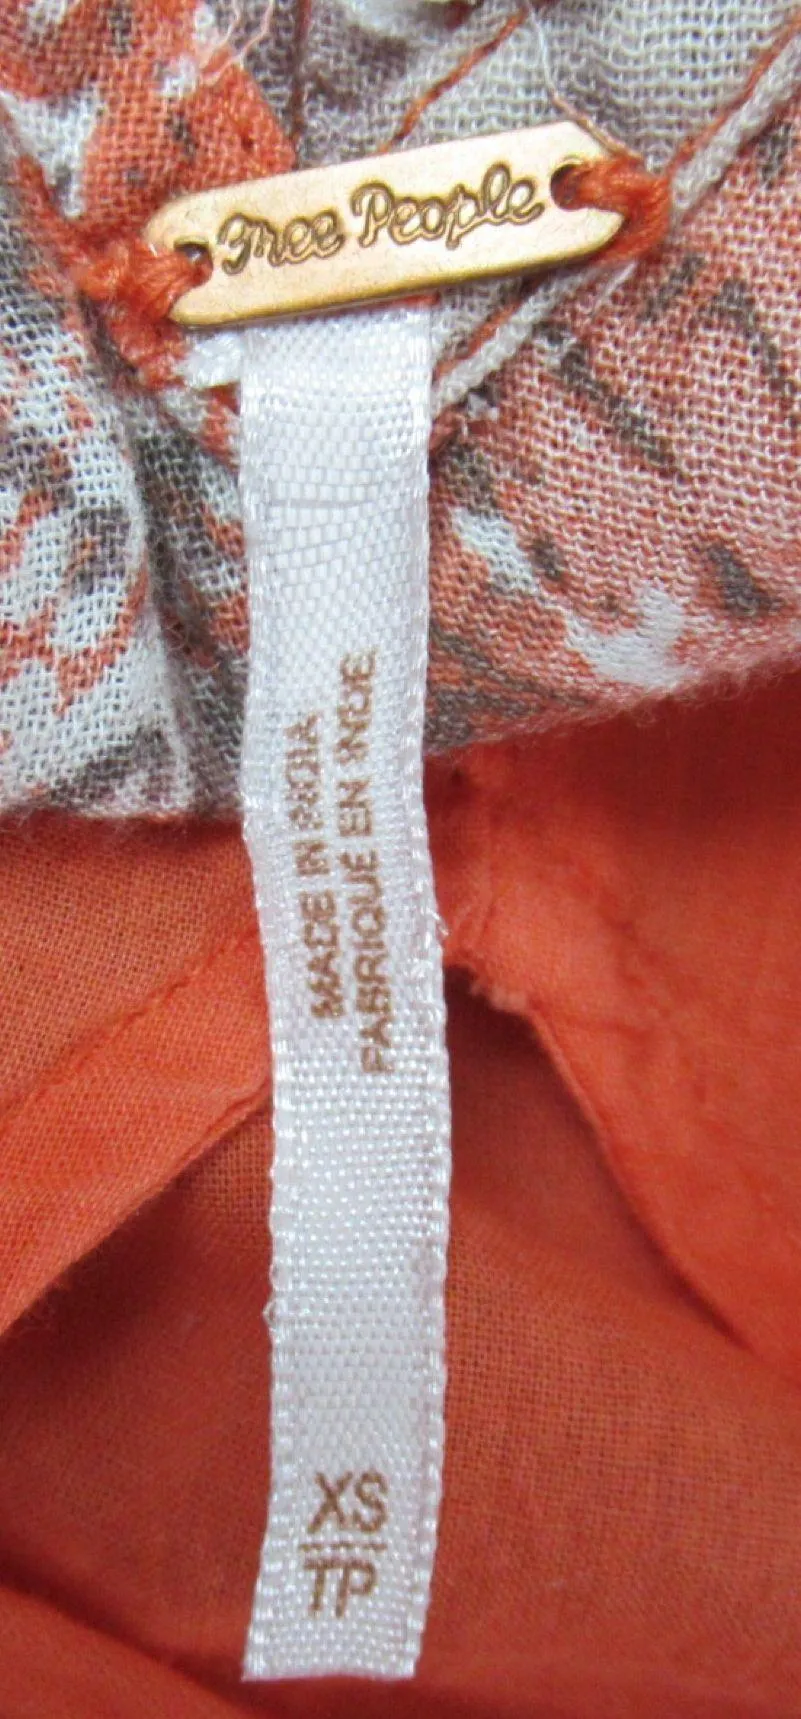 Free People
MADE IN INDIA
FABRIQUÉ EN INDE
XS
TP